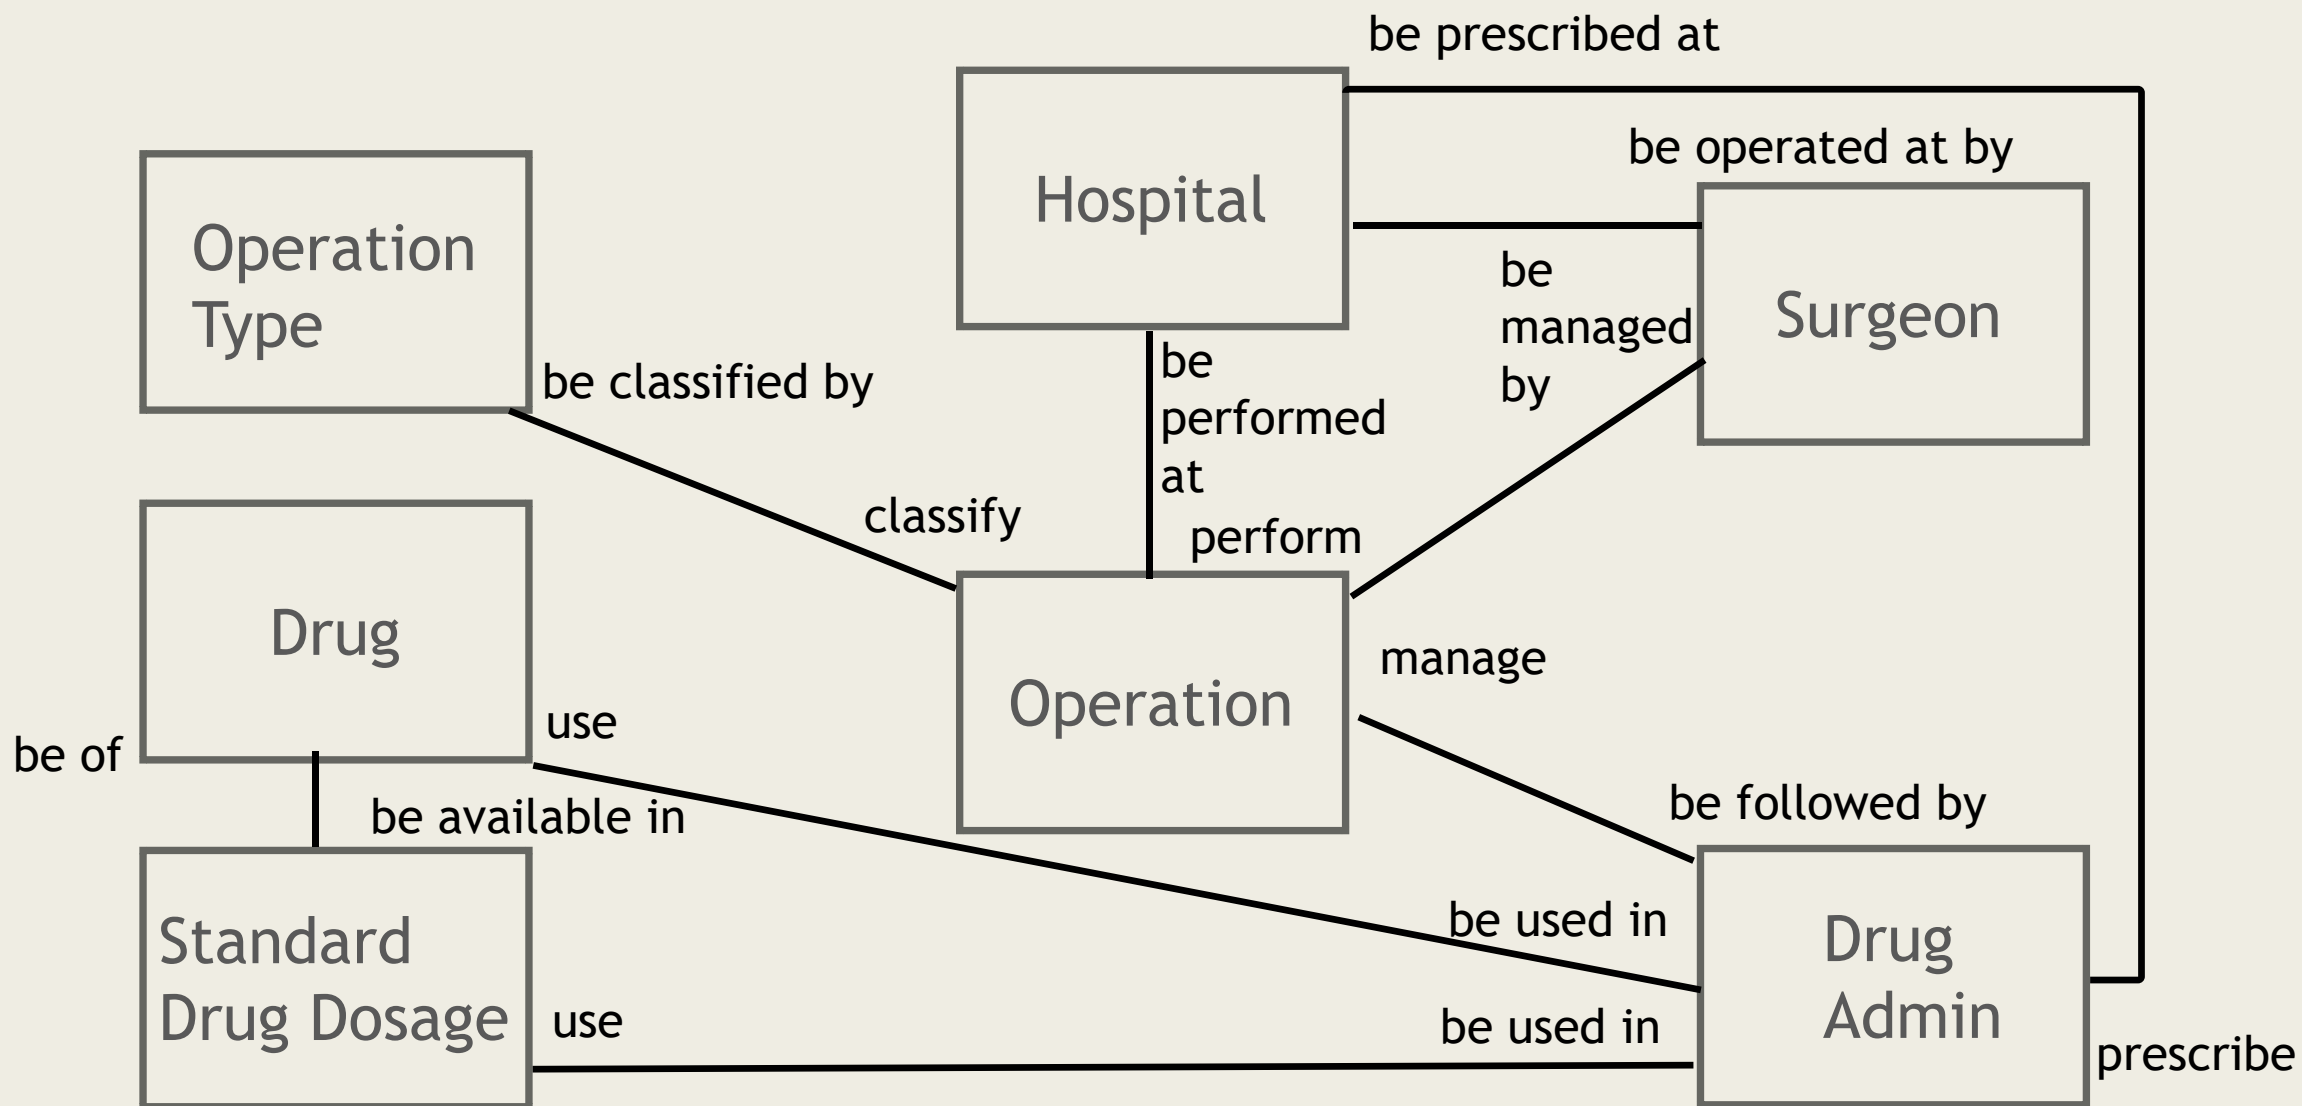 be prescribed at
be operated at by
Hospital
Operation
Type
be
managed
by
Surgeon
be classified by
be
performed
at
classify
perform
Drug
manage
Operation
use
be of
be available in
be followed by
Standard
Drug Dosage
be used in
Drug
Admin
use
be used in
prescribe